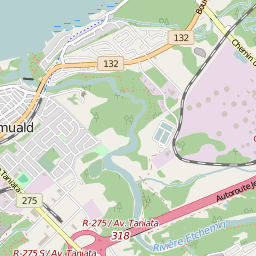 132
132
Chemin d
muald
Taniata
275
R-275 / Av. Taniata
318
Autoroute Je
R-275 S / Av. Taniata
Rivière Etchemin